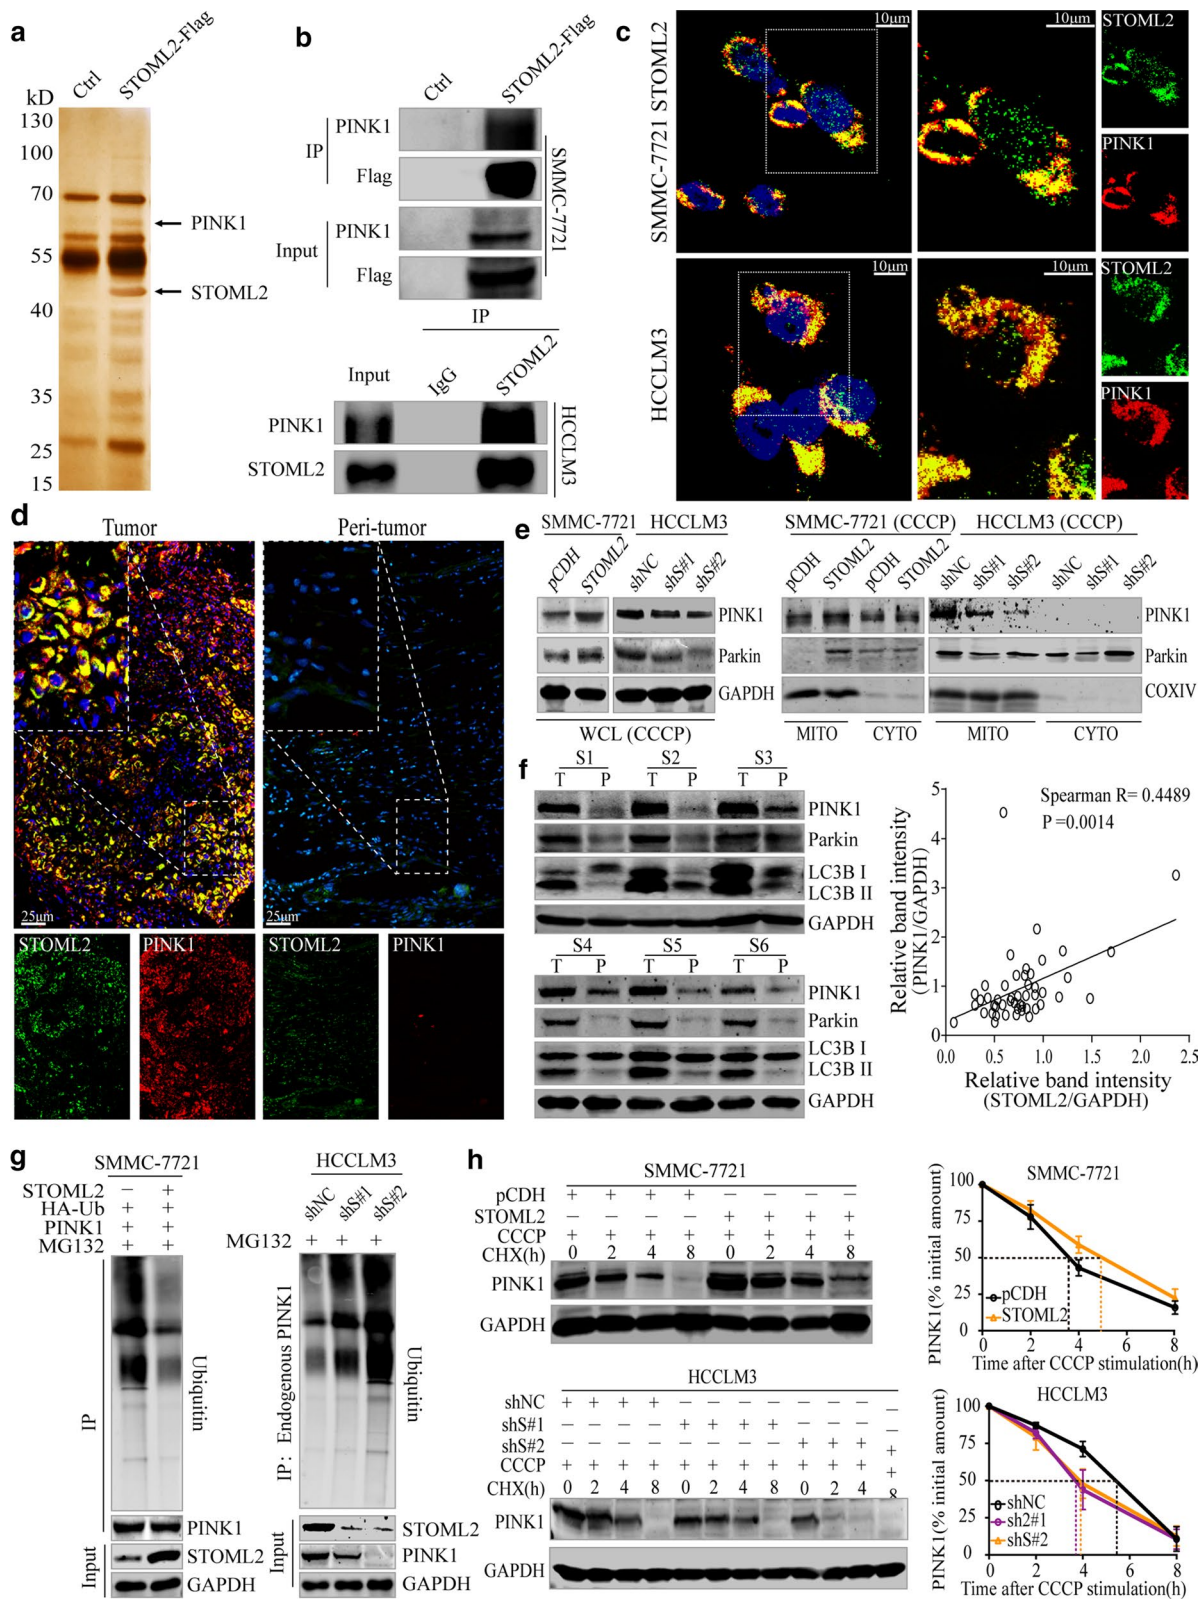 a
Ctrl
STOML2-Flag
kD
130
100
70
55
40
35
25
15
PINK1
STOML2
b
Ctrl
STOML2-Flag
IP
PINK1
Flag
Input
PINK1
Flag
SMMC-7721
IP
Input
IgG
STOML2
PINK1
STOML2
HCCLM3
c
SMMC-7721 STOML2
10μm
10μm
STOML2
PINK1
HCCLM3
10μm
10μm
STOML2
PINK1
d
Tumor
Peri-tumor
25μm
25μm
STOML2
PINK1
STOML2
PINK1
e
SMMC-7721 HCCLM3
pCDH
STOML2
shNC
shS#1
shS#2
PINK1
Parkin
GAPDH
WCL (CCCP)
SMMC-7721 (CCCP)
HCCLM3 (CCCP)
pCDH
STOML2
pCDH
STOML2
shNC
shS#1
shS#2
shNC
shS#1
shS#2
PINK1
Parkin
COXIV
MITO
CYTO
MITO
CYTO
f
S1 S2 S3
T P T P T P
PINK1
Parkin
LC3B I
LC3B II
GAPDH
S4 S5 S6
T P T P T P
PINK1
Parkin
LC3B I
LC3B II
GAPDH
Spearman R= 0.4489
P =0.0014
Relative band intensity
(PINK1/GAPDH)
5
4
3
2
1
0
0.0 0.5 1.0 1.5 2.0 2.5
Relative band intensity
(STOML2/GAPDH)
g
SMMC-7721
STOML2 − +
HA-Ub + +
PINK1 + +
MG132 + +
IP
Ubiquitin
PINK1
Input
STOML2
GAPDH
HCCLM3
shNC
shS#1
shS#2
MG132 + + +
IP: Endogenous PINK1
Ubiquitin
Input
STOML2
PINK1
GAPDH
h
SMMC-7721
pCDH + + + + − − − −
STOML2 − − − − + + + +
CCCP + + + + + + + +
CHX(h) 0 2 4 8 0 2 4 8
PINK1
GAPDH
HCCLM3
shNC + + + + − − − − − − − −
shS#1 − − − − + + + + − − − −
shS#2 − − − − − − − − + + + +
CCCP + + + + + + + + + + + +
CHX(h) 0 2 4 8 0 2 4 8 0 2 4 8
PINK1
GAPDH
SMMC-7721
PINK1(% initial amount)
100
75
50
25
0
pCDH
STOML2
0 2 4 6 8
Time after CCCP stimulation(h)
HCCLM3
PINK1(% initial amount)
100
75
50
25
0
shNC
sh2#1
shS#2
0 2 4 6 8
Time after CCCP stimulation(h)